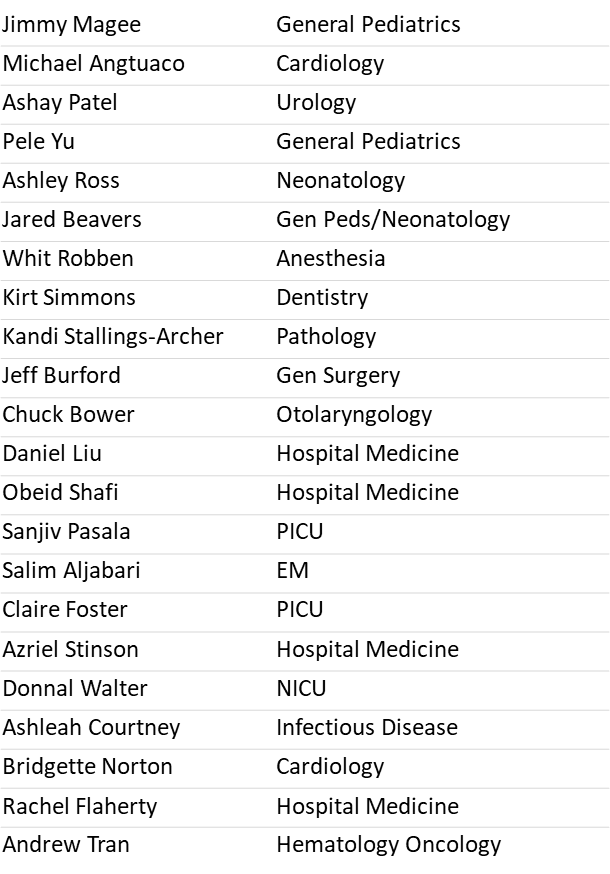 Jimmy Magee General Pediatrics
Michael Angtuaco Cardiology
Ashay Patel Urology
Pele Yu General Pediatrics
Ashley Ross Neonatology
Jared Beavers Gen Peds/Neonatology
Whit Robben Anesthesia
Kirt Simmons Dentistry
Kandi Stallings-Archer Pathology
Jeff Burford Gen Surgery
Chuck Bower Otolaryngology
Daniel Liu Hospital Medicine
Obeid Shafi Hospital Medicine
Sanjiv Pasala PICU
Salim Aljabari EM
Claire Foster PICU
Azriel Stinson Hospital Medicine
Donnal Walter NICU
Ashleah Courtney Infectious Disease
Bridgette Norton Cardiology
Rachel Flaherty Hospital Medicine
Andrew Tran Hematology Oncology